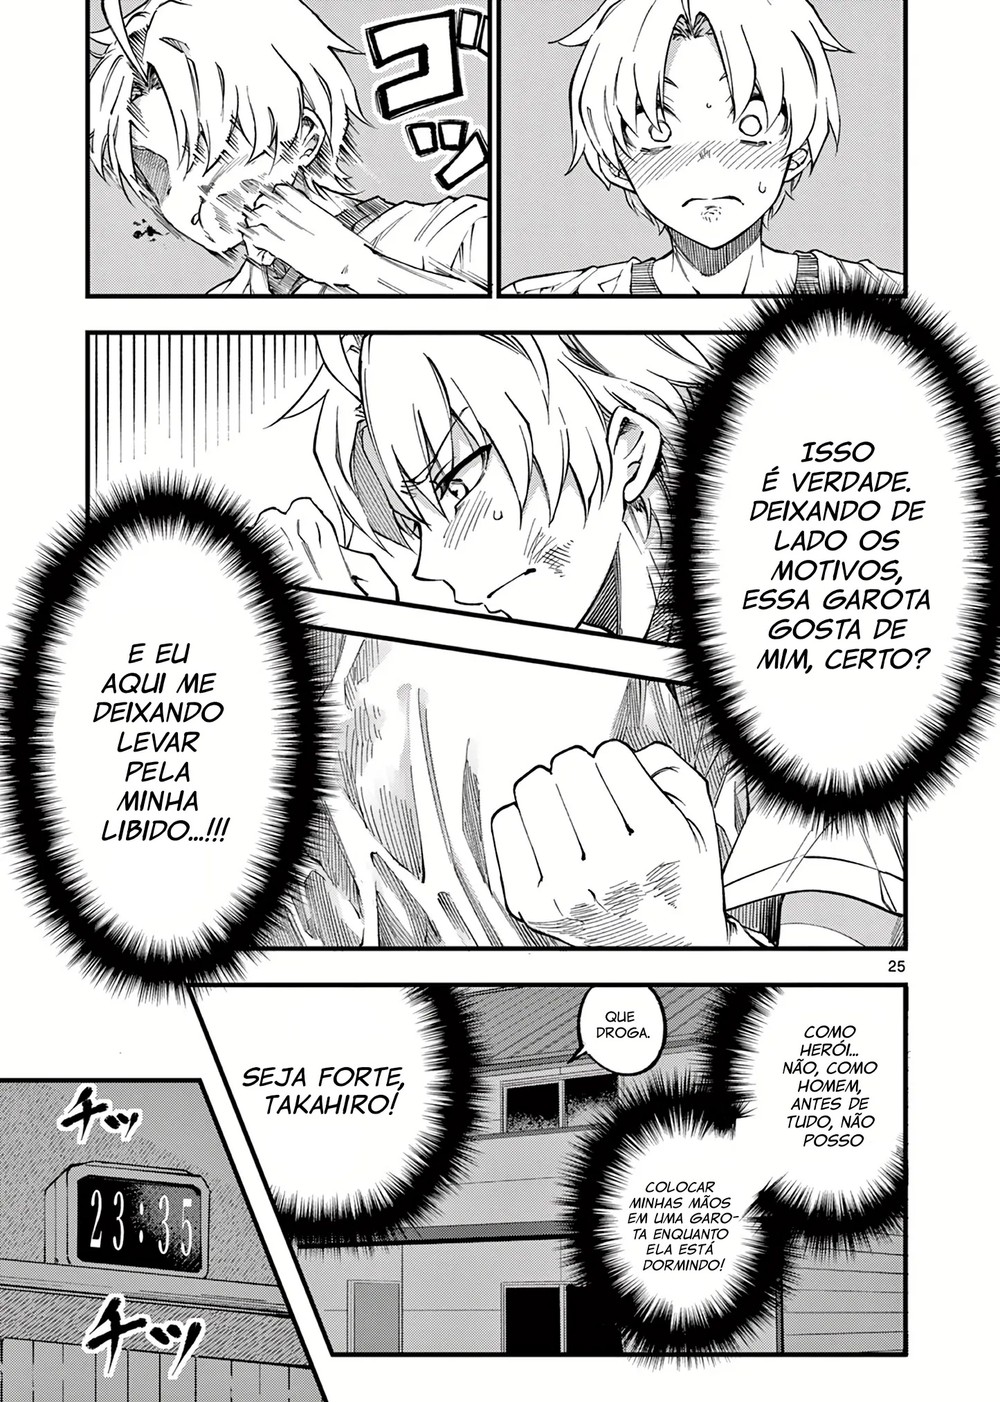 ゴッ
ISSO
É VERDADE.
DEIXANDO DE
LADO OS
MOTIVOS,
ESSA GAROTA
GOSTA DE
MIM, CERTO?
E EU
AQUI ME
DEIXANDO
LEVAR
PELA
MINHA
LIBIDO...!!!
25
QUE
DROGA.
COMO
HERÓI...
NÃO, COMO
HOMEM,
ANTES DE
TUDO, NÃO
POSSO
COLOCAR
MINHAS MÃOS
EM UMA GARO-
TA ENQUANTO
ELA ESTÁ
DORMINDO!
SEJA FORTE,
TAKAHIRO!
チッ
23:35
チッ